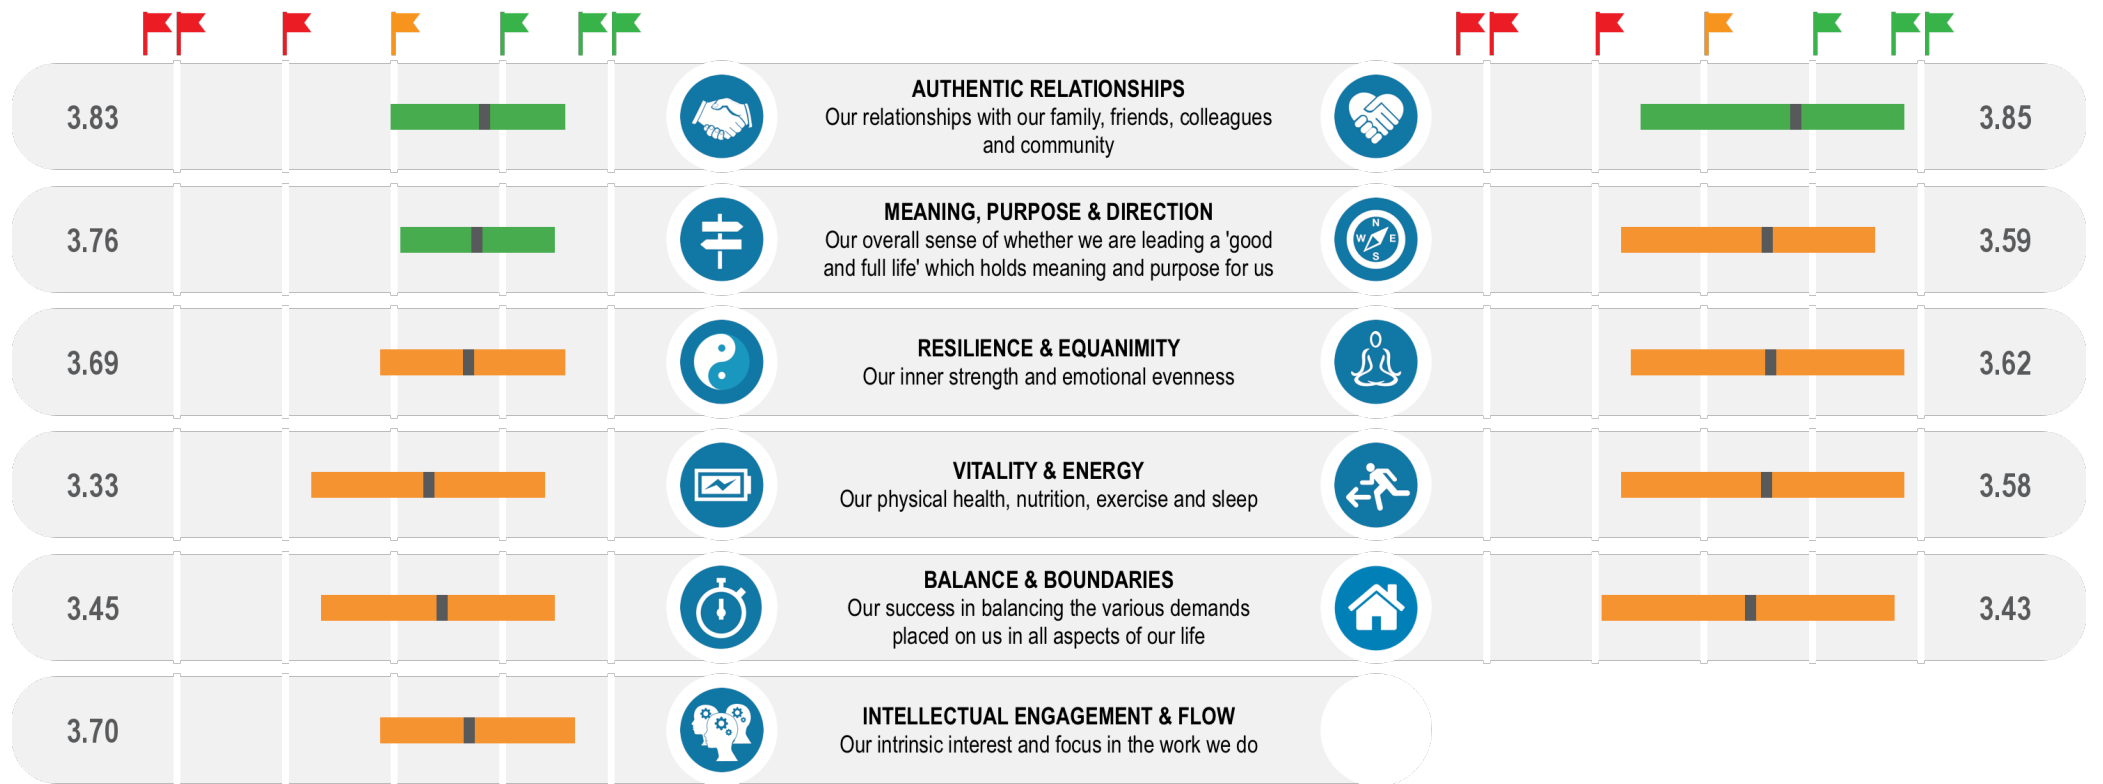 3.83
AUTHENTIC RELATIONSHIPS
Our relationships with our family, friends, colleagues
and community
3.85
3.76
MEANING, PURPOSE & DIRECTION
Our overall sense of whether we are leading a 'good
and full life' which holds meaning and purpose for us
N
W E
S
3.59
3.69
RESILIENCE & EQUANIMITY
Our inner strength and emotional evenness
3.62
3.33
VITALITY & ENERGY
Our physical health, nutrition, exercise and sleep
3.58
3.45
BALANCE & BOUNDARIES
Our success in balancing the various demands
placed on us in all aspects of our life
3.43
3.70
INTELLECTUAL ENGAGEMENT & FLOW
Our intrinsic interest and focus in the work we do